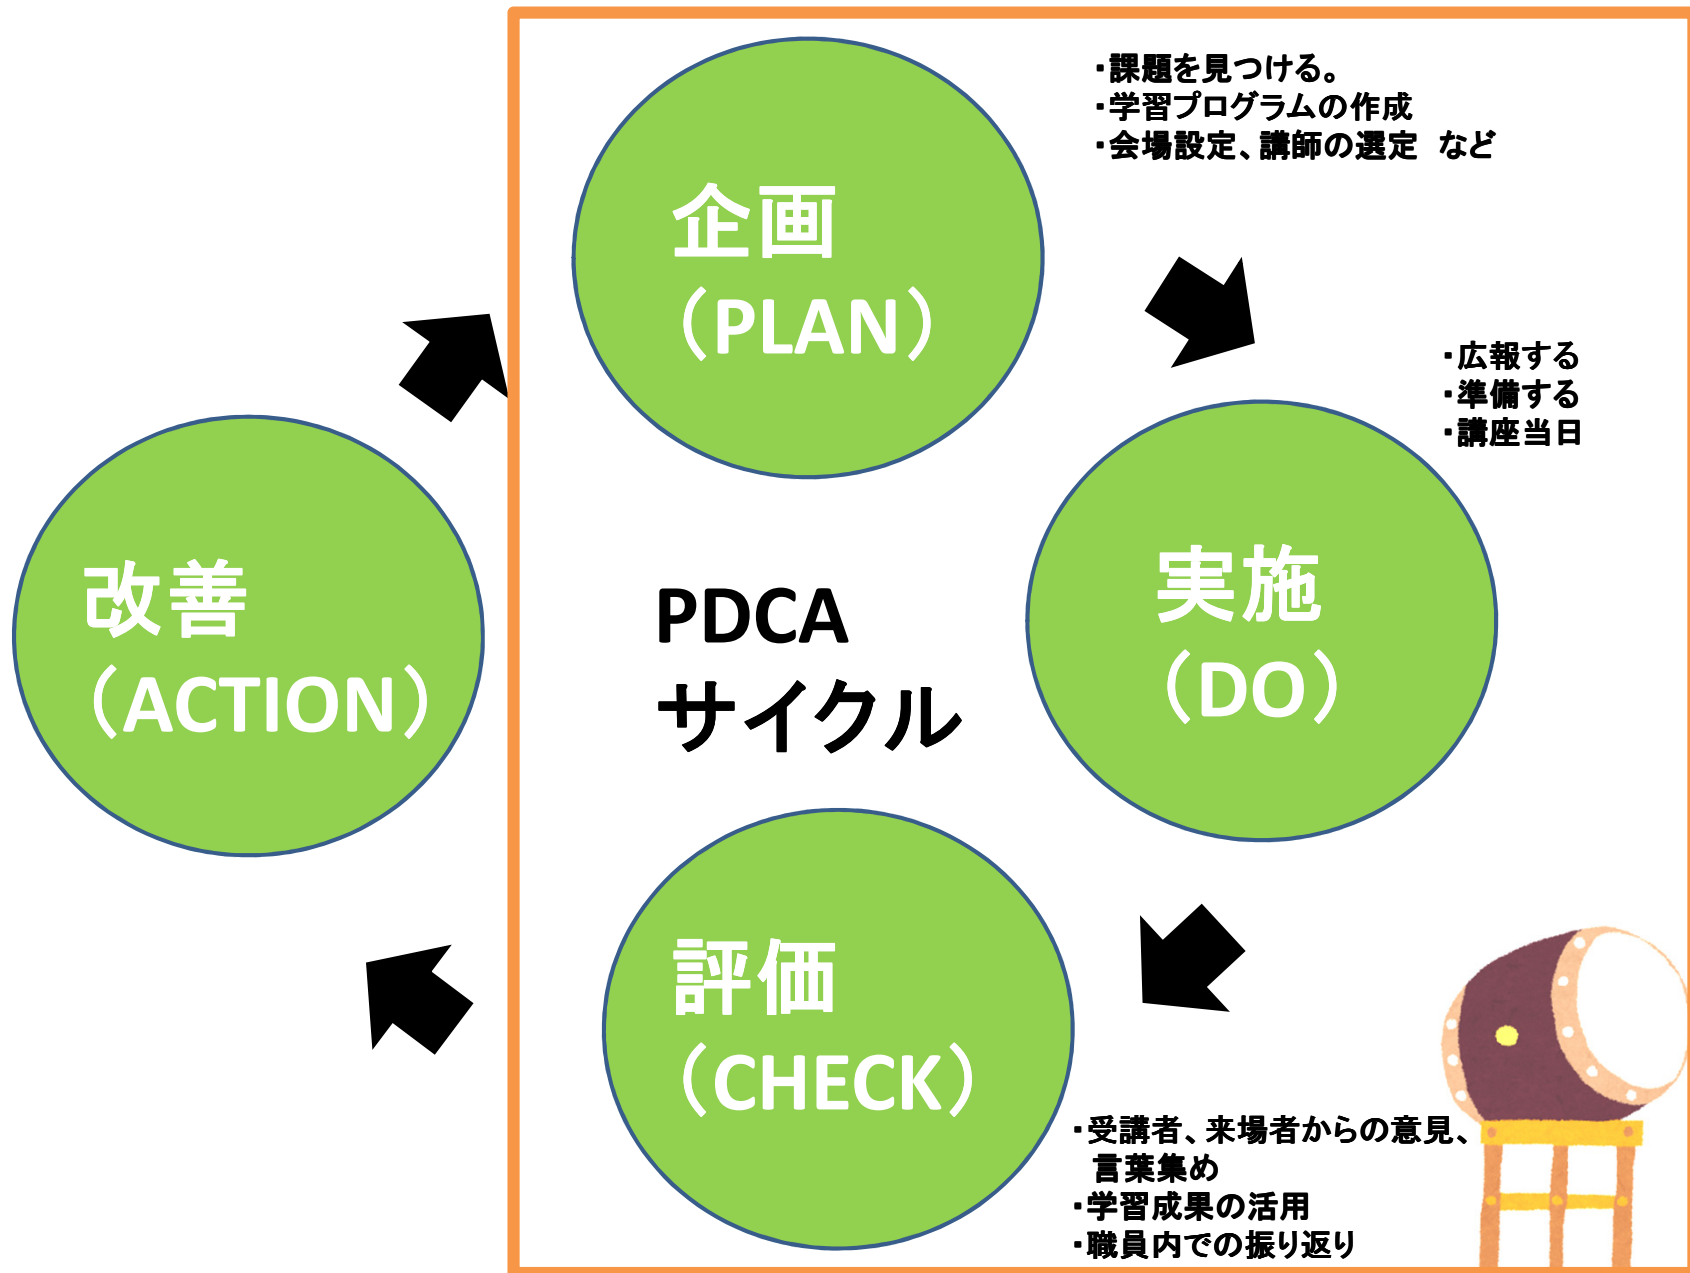 ・課題を見つける。
・学習プログラムの作成
・会場設定、講師の選定　など
企画
（PLAN）
・広報する
・準備する
・講座当日
実施
（DO）
PDCA
サイクル
改善
（ACTION）
評価
（CHECK）
・受講者、来場者からの意見、
言葉集め
・学習成果の活用
・職員内での振り返り